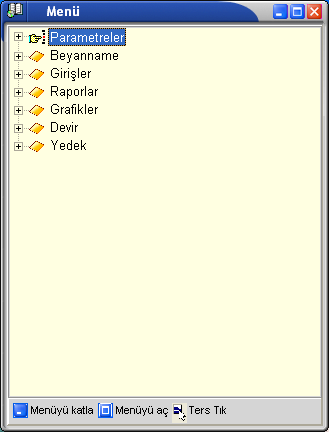 Menü
Parametreler
Beyanname
Girişler
Raporlar
Grafikler
Devir
Yedek
Menüyü katla Menüyü aç Ters Tık